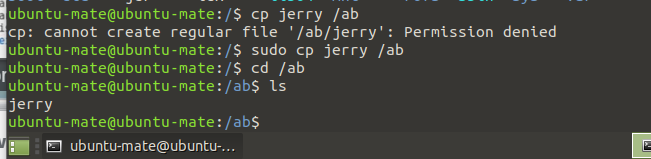 ubuntu-mate@ubuntu-mate:/$ cp jerry /ab
cp: cannot create regular file '/ab/jerry': Permission denied
ubuntu-mate@ubuntu-mate:/$ sudo cp jerry /ab
ubuntu-mate@ubuntu-mate:/$ cd /ab
ubuntu-mate@ubuntu-mate:/ab$ ls
jerry
ubuntu-mate@ubuntu-mate:/ab$
ubuntu-mate@ubuntu-...